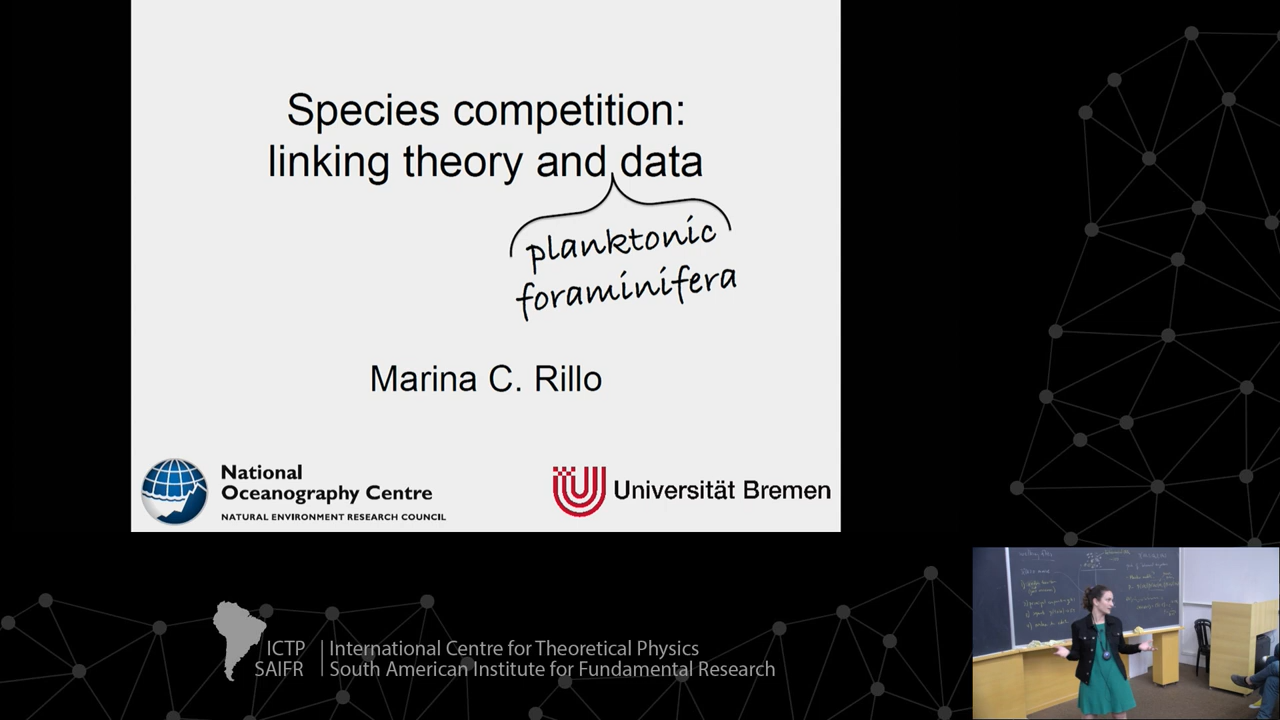 Species competition:
linking theory and data
planktonic
foraminifera
Marina C. Rillo
National
Oceanography Centre
NATURAL ENVIRONMENT RESEARCH COUNCIL
Universität Bremen
ICTP
SAIFR
International Centre for Theoretical Physics
South American Institute for Fundamental Research